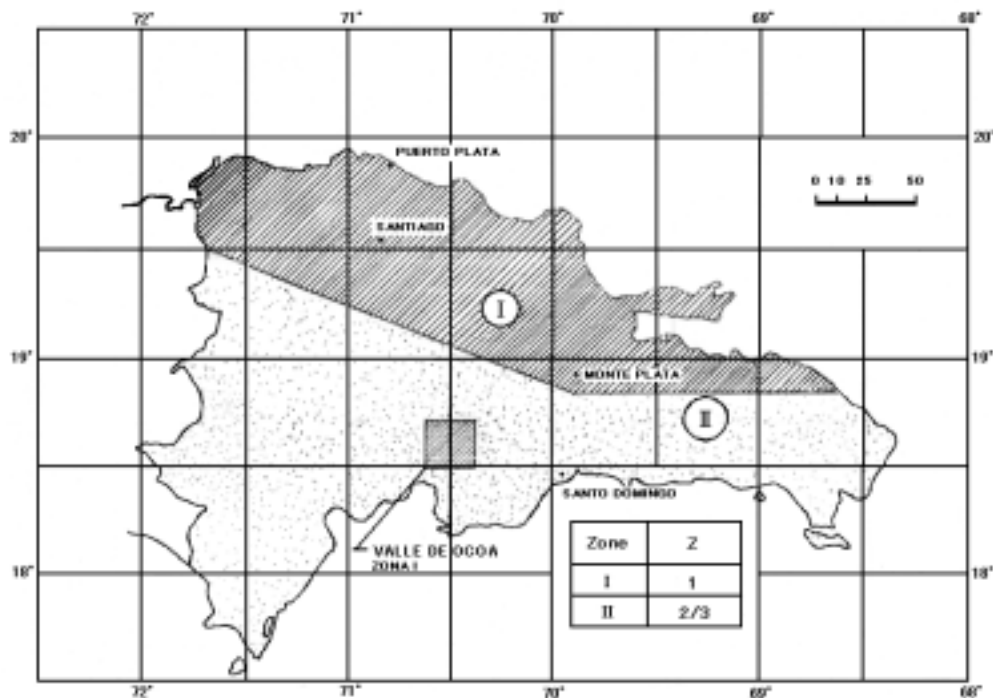 72° 71° 70° 69° 68°
20° 20°
PUERTO PLATA
0 10 25 50
SANTIAGO
I
19° 19°
MONTE PLATA
II
SANTO DOMINGO
VALLE DE OCOA
ZONA I
Zone Z
I 1
II 2/3
18° 18°
72° 71° 70° 69° 68°